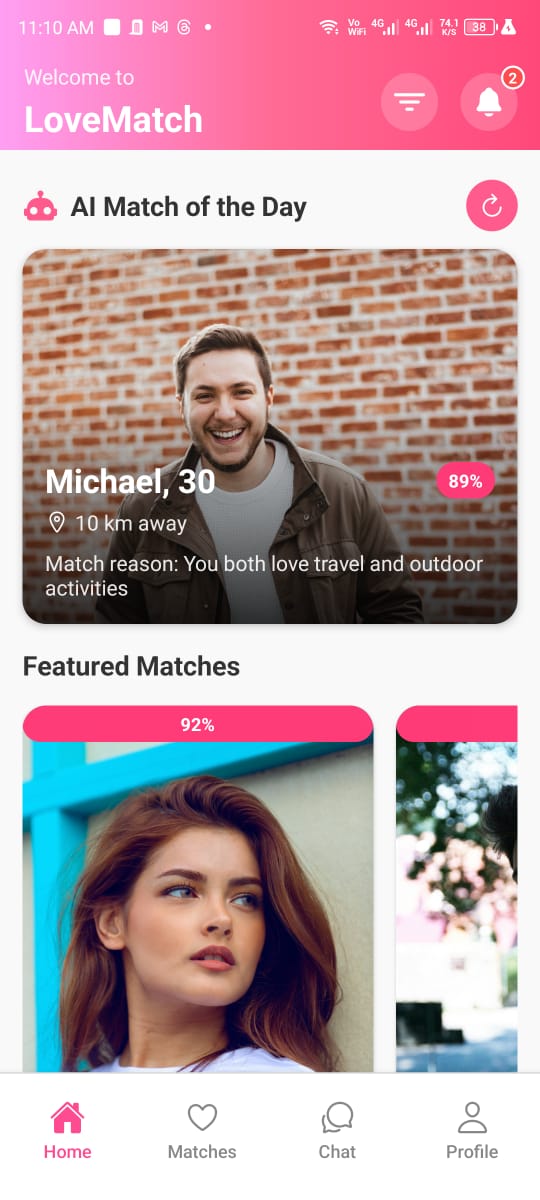 11:10 AM
Vo
WiFi
4G
4G
74.1
K/S
38
Welcome to
LoveMatch
2
AI Match of the Day
Michael, 30
89%
10 km away
Match reason: You both love travel and outdoor
activities
Featured Matches
92%
Home
Matches
Chat
Profile